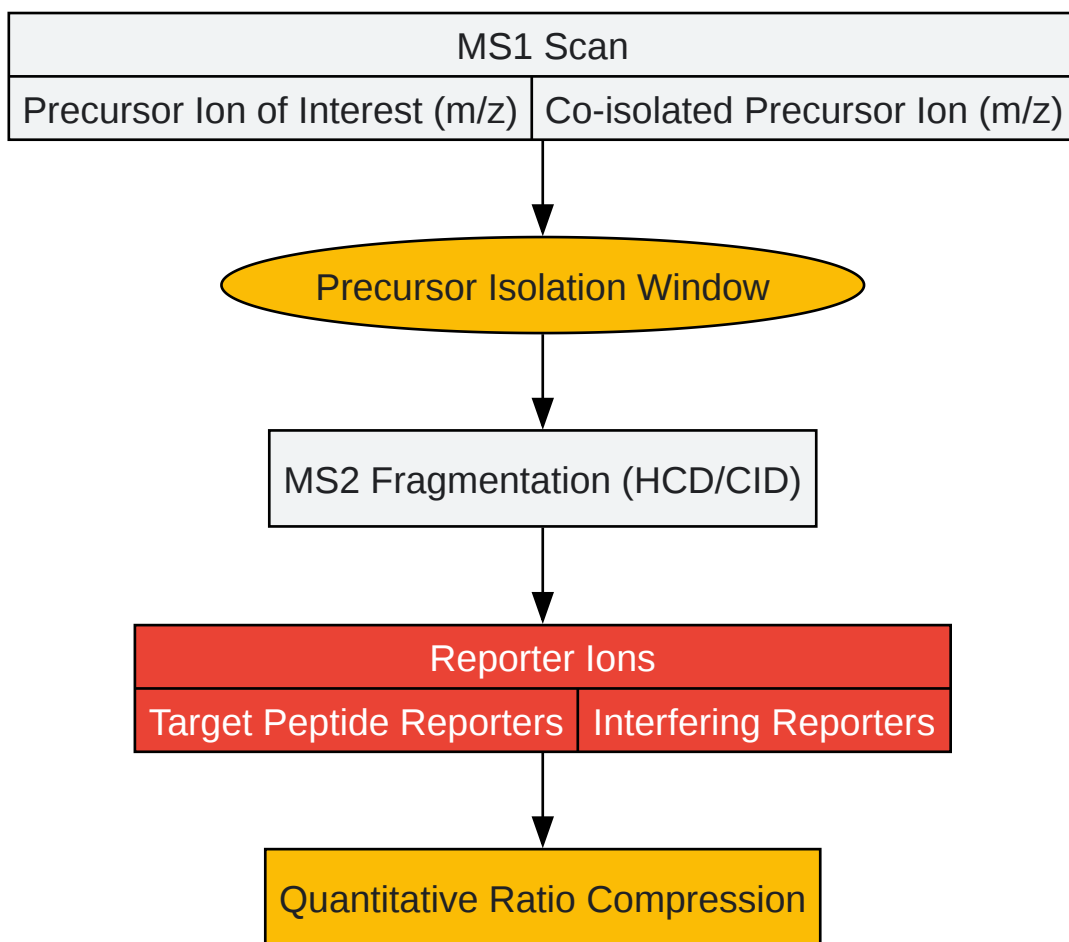 MS1 Scan
Precursor Ion of Interest (m/z)
Co-isolated Precursor Ion (m/z)
Precursor Isolation Window
MS2 Fragmentation (HCD/CID)
Reporter Ions
Target Peptide Reporters
Interfering Reporters
Quantitative Ratio Compression